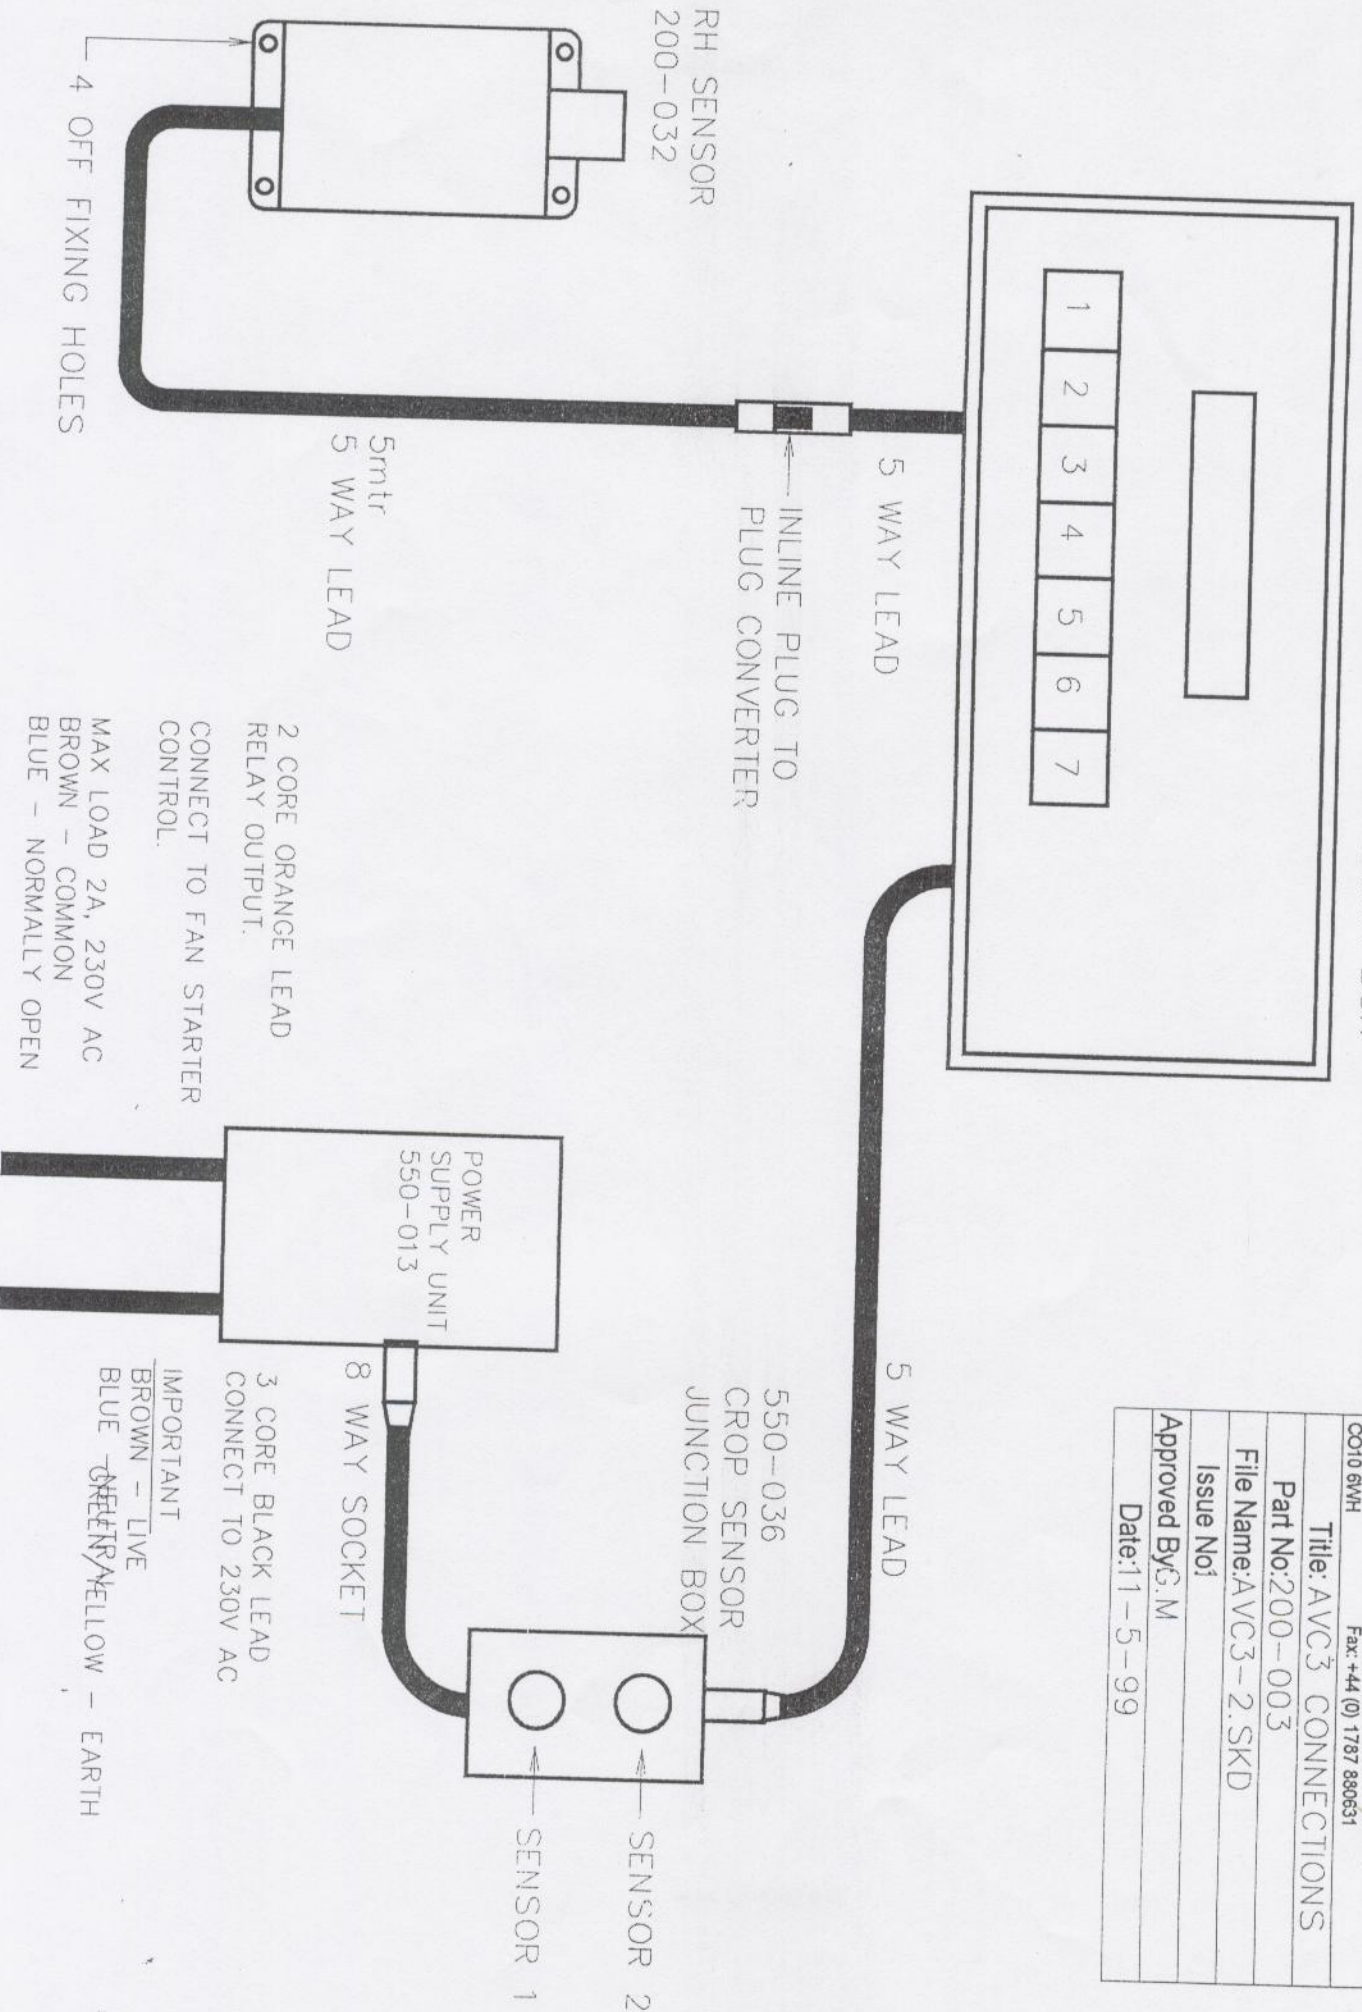 CO10 6WH
Fax: +44 (0) 1787 880631
Title: AVC3 CONNECTIONS
Part No:200-003
File Name:AVC3-2.SKD
Issue No1
Approved ByG.M
Date:11-5-99
1 2 3 4 5 6 7
5 WAY LEAD
5 WAY LEAD
INLINE PLUG TO
PLUG CONVERTER
RH SENSOR
200-032
550-036
CROP SENSOR
JUNCTION BOX
SENSOR 2
SENSOR 1
5mtr
5 WAY LEAD
4 OFF FIXING HOLES
POWER
SUPPLY UNIT
550-013
8 WAY SOCKET
2 CORE ORANGE LEAD
RELAY OUTPUT.
CONNECT TO FAN STARTER
CONTROL.
MAX LOAD 2A, 230V AC
BROWN - COMMON
BLUE - NORMALLY OPEN
3 CORE BLACK LEAD
CONNECT TO 230V AC
IMPORTANT
BROWN - LIVE
BLUE - NEUTRAL
GREEN/YELLOW - EARTH